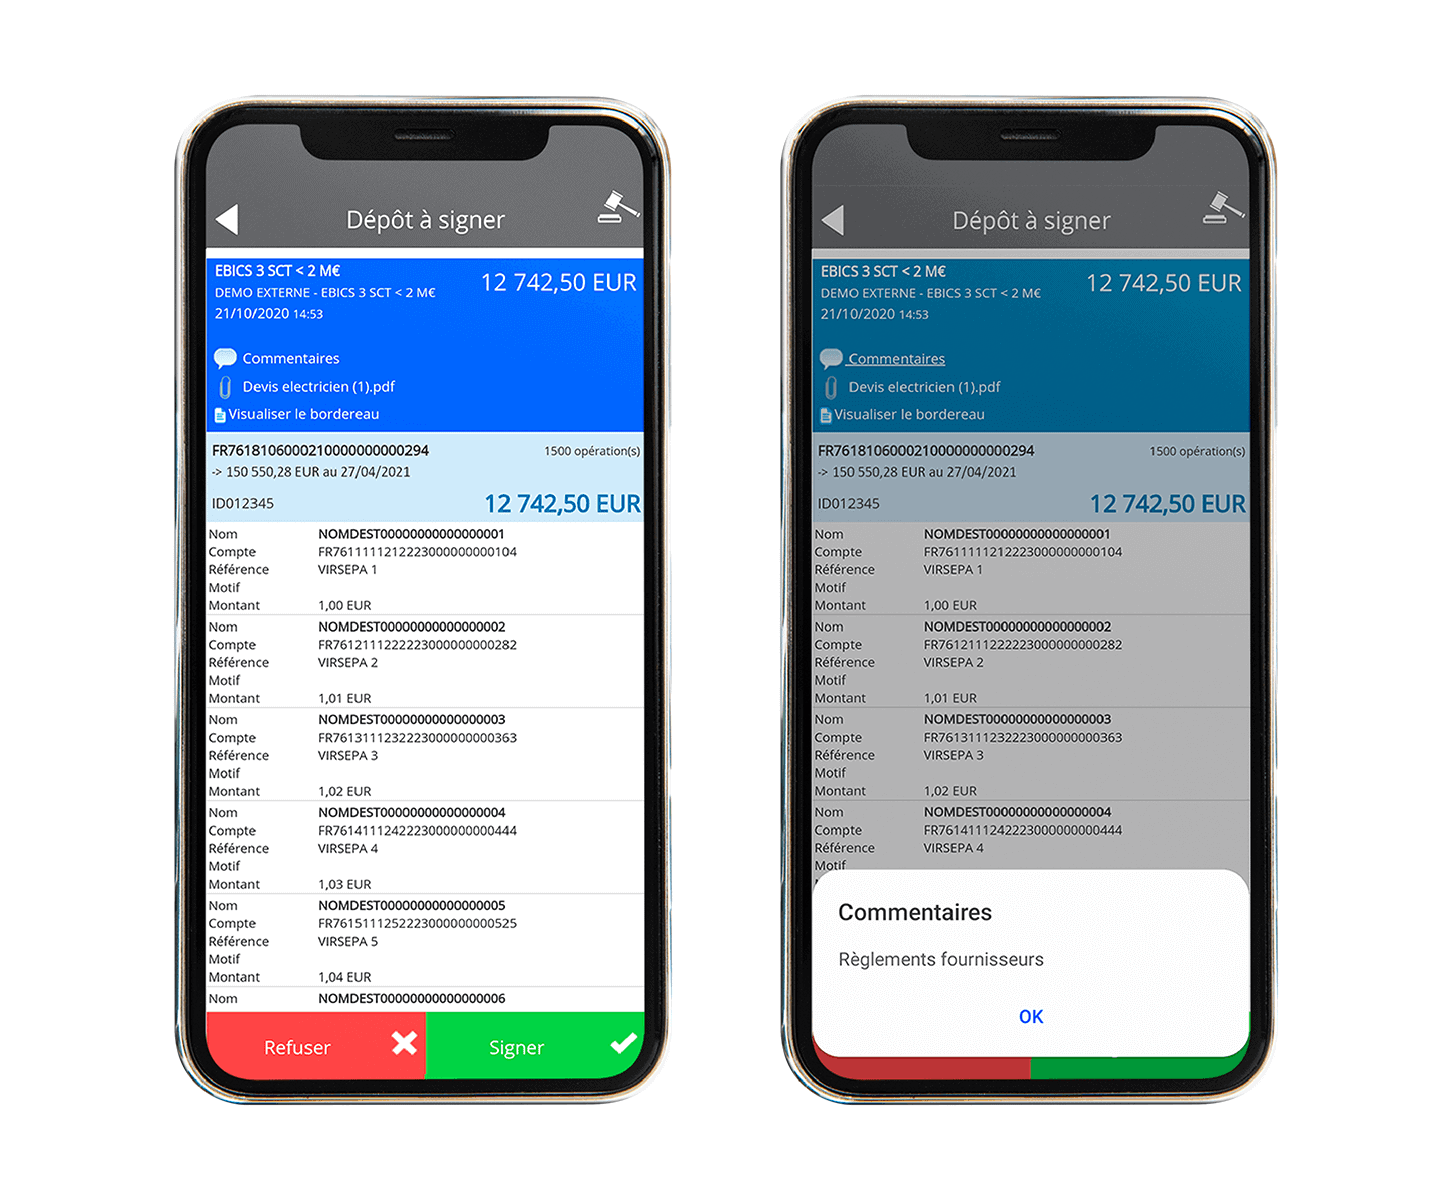 Dépôt à signer
EBICS 3 SCT < 2 M€
12 742,50 EUR
DEMO EXTERNE - EBICS 3 SCT < 2 M€
21/10/2020 14:53
Commentaires
Devis electricien (1).pdf
Visualiser le bordereau
FR7618106000210000000000294
1500 opération(s)
-> 150 550,28 EUR au 27/04/2021
ID012345
12 742,50 EUR
Nom NOMDEST00000000000000001
Compte FR7611111212223000000000104
Référence VIRSEPA 1
Motif
Montant 1,00 EUR
Nom NOMDEST00000000000000002
Compte FR7612111222223000000000282
Référence VIRSEPA 2
Motif
Montant 1,01 EUR
Nom NOMDEST00000000000000003
Compte FR7613111232223000000000363
Référence VIRSEPA 3
Motif
Montant 1,02 EUR
Nom NOMDEST00000000000000004
Compte FR7614111242223000000000444
Référence VIRSEPA 4
Motif
Montant 1,03 EUR
Nom NOMDEST00000000000000005
Compte FR7615111252223000000000525
Référence VIRSEPA 5
Motif
Montant 1,04 EUR
Nom NOMDEST00000000000000006
Refuser
Signer
Dépôt à signer
EBICS 3 SCT < 2 M€
12 742,50 EUR
DEMO EXTERNE - EBICS 3 SCT < 2 M€
21/10/2020 14:53
Commentaires
Devis electricien (1).pdf
Visualiser le bordereau
FR7618106000210000000000294
1500 opération(s)
-> 150 550,28 EUR au 27/04/2021
ID012345
12 742,50 EUR
Nom NOMDEST00000000000000001
Compte FR7611111212223000000000104
Référence VIRSEPA 1
Motif
Montant 1,00 EUR
Nom NOMDEST00000000000000002
Compte FR7612111222223000000000282
Référence VIRSEPA 2
Motif
Montant 1,01 EUR
Nom NOMDEST00000000000000003
Compte FR7613111232223000000000363
Référence VIRSEPA 3
Motif
Montant 1,02 EUR
Nom NOMDEST00000000000000004
Compte FR7614111242223000000000444
Référence VIRSEPA 4
Motif
Commentaires
Règlements fournisseurs
OK